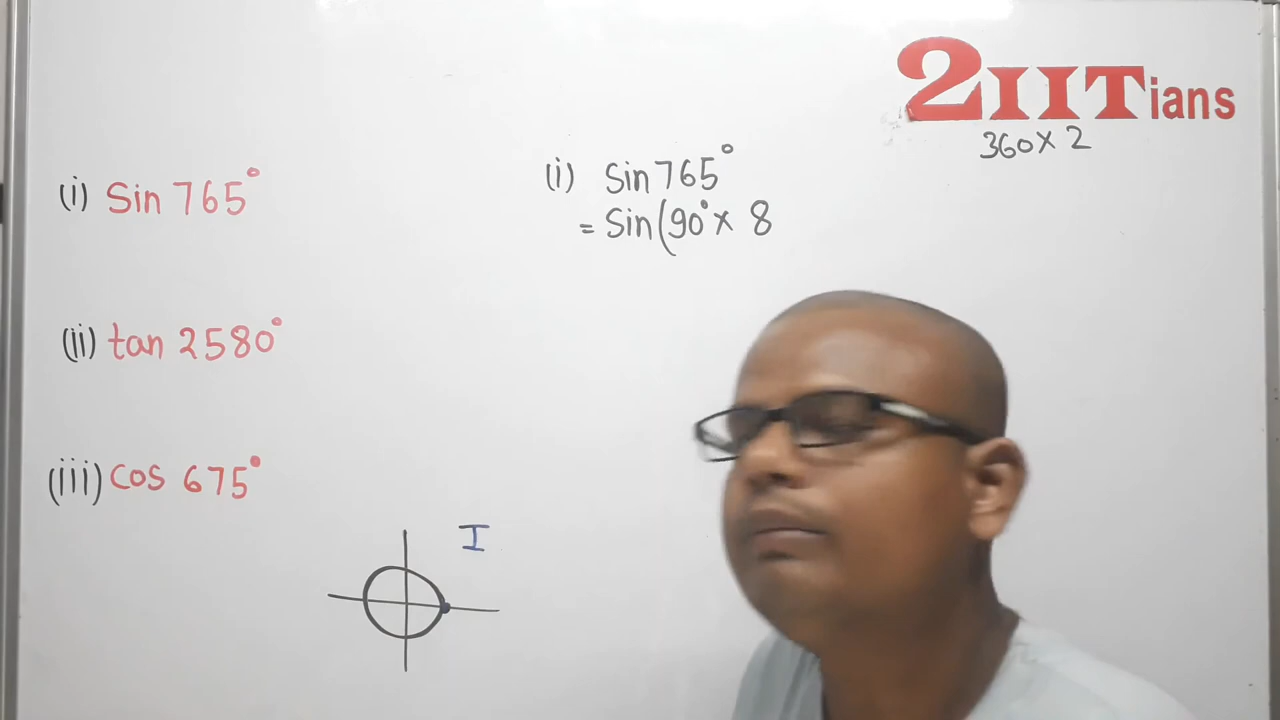 2IITians
360 x 2
(i) Sin 765°
(i) Sin 765°
= Sin(90° x 8
(ii) tan 2580°
(iii) Cos 675°
I